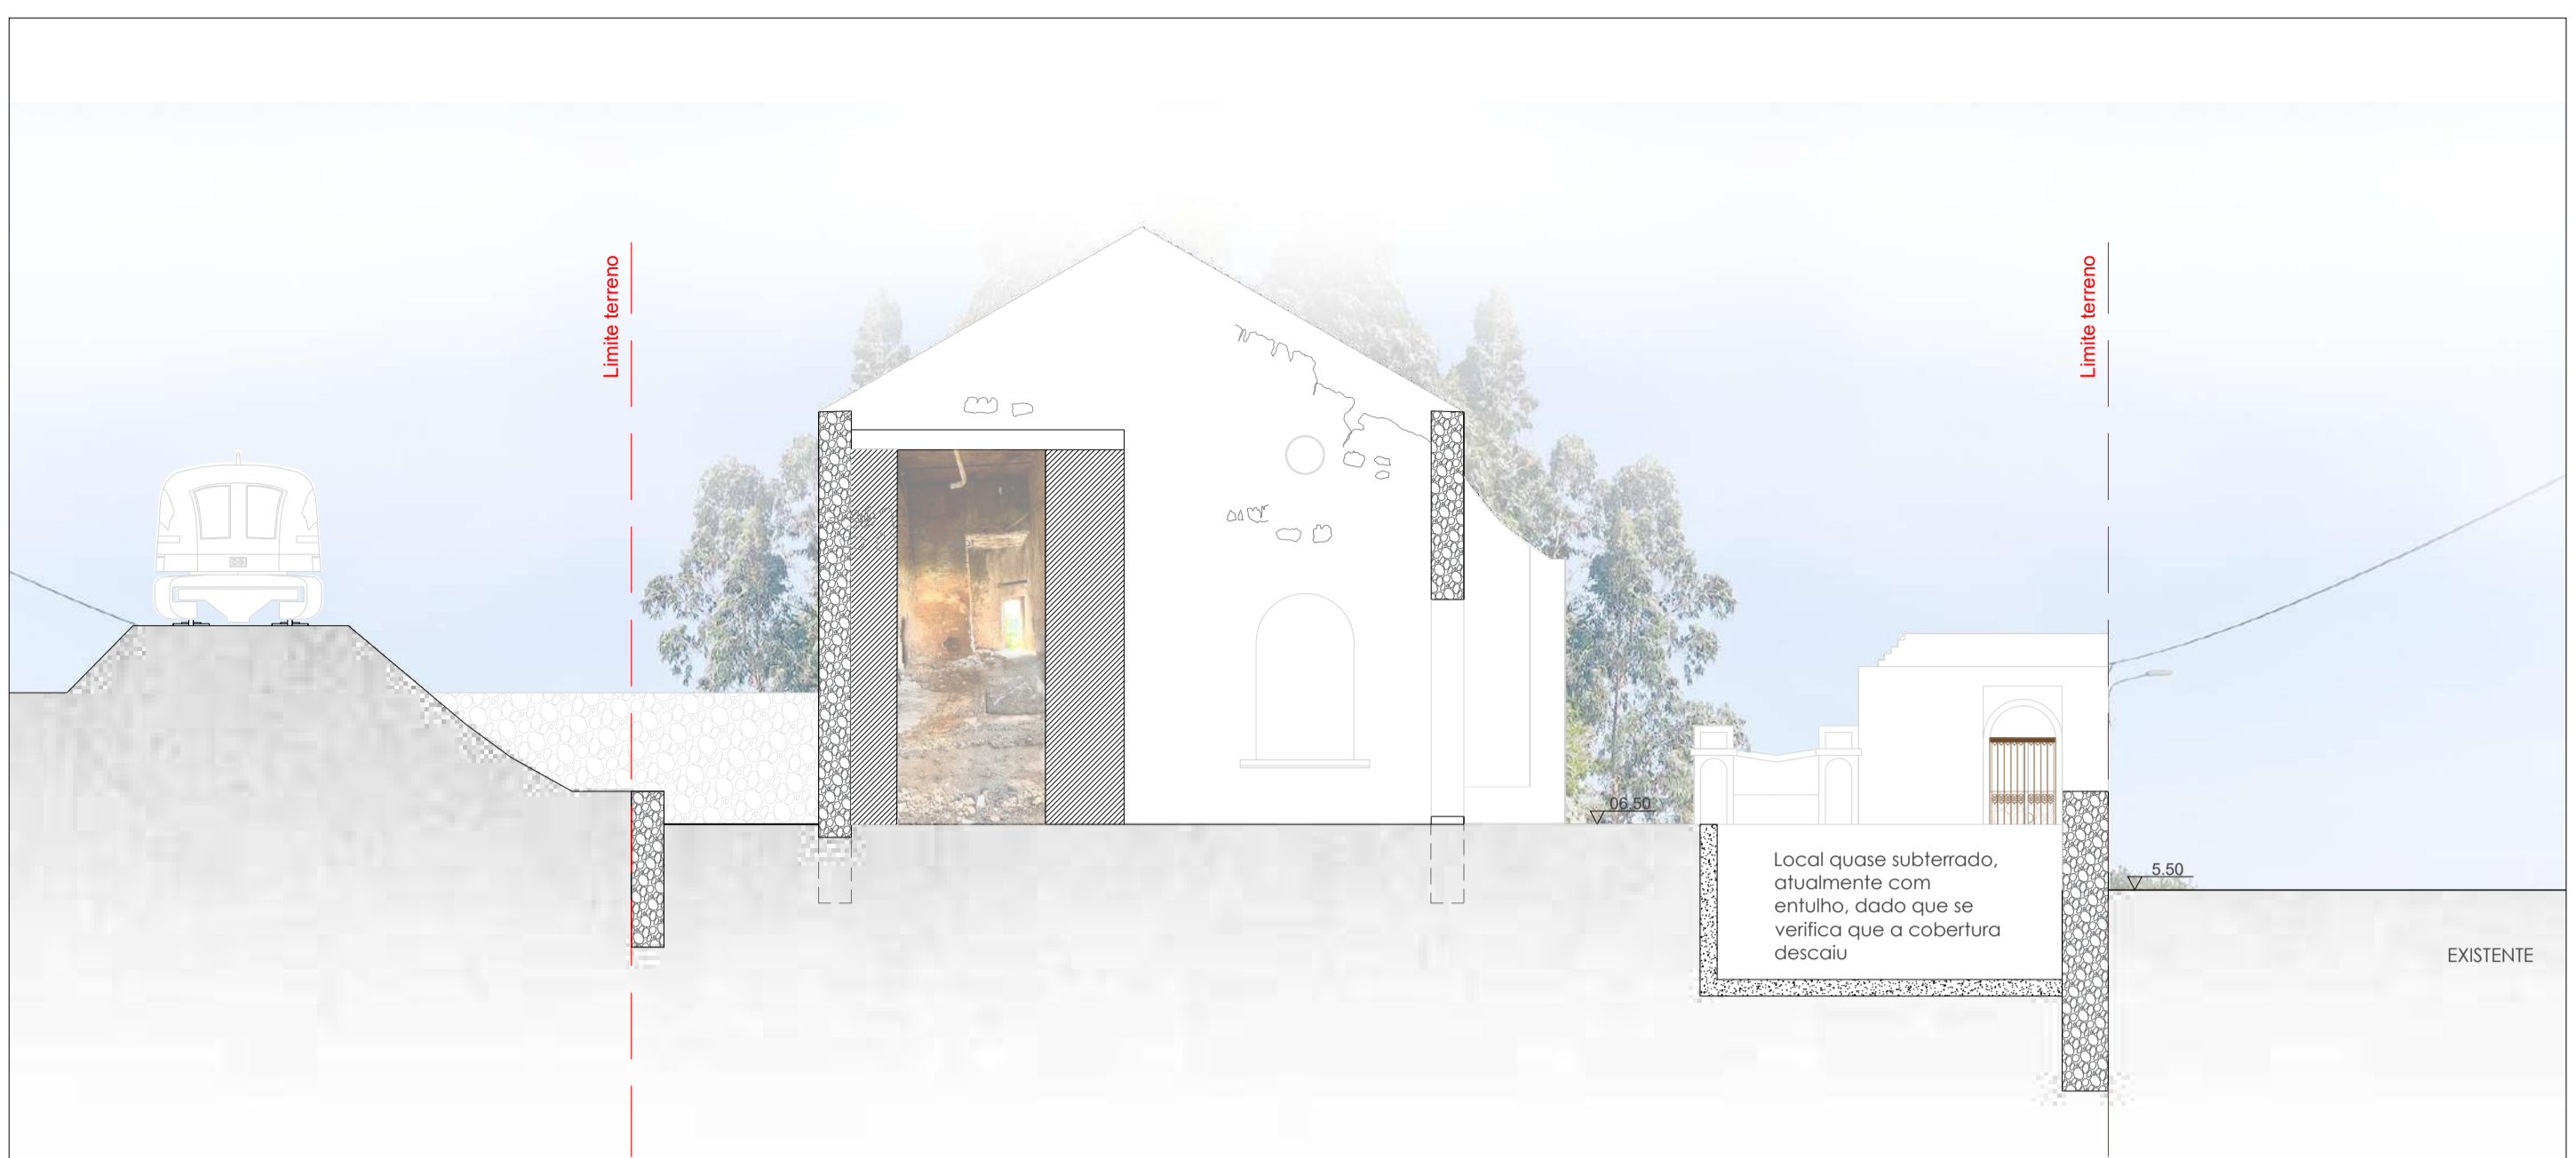 Limite terreno
Limite terreno
06.50
Local quase subterrado,
atualmente com
entulho, dado que se
verifica que a cobertura
descaiu
5.50
EXISTENTE